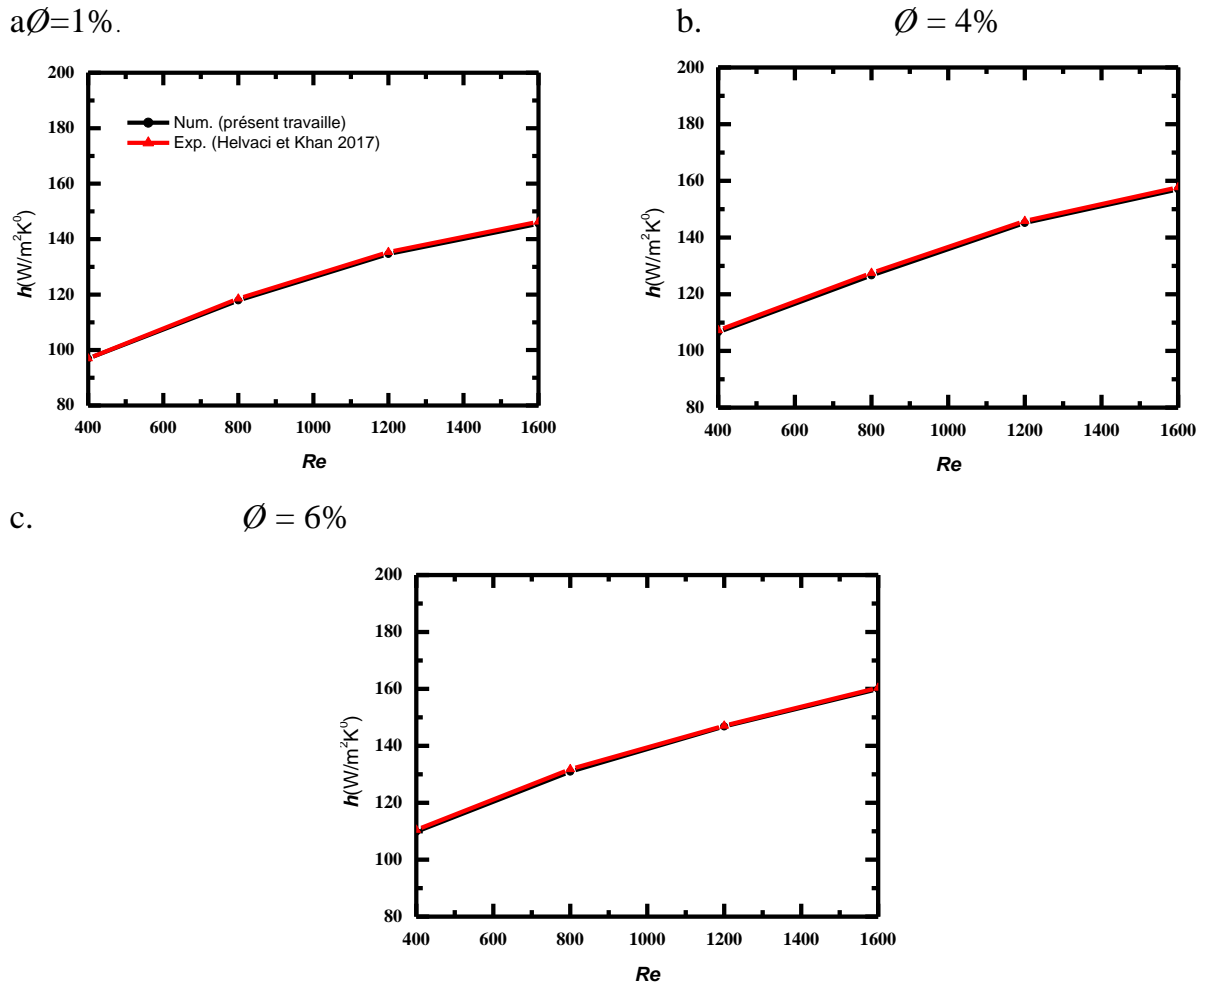 aØ=1%.
200
180
160
140
120
100
80
h(W/m²K⁰)
Num. (présent travaille)
Exp. (Helvaci et Khan 2017)
400 600 800 1000 1200 1400 1600
Re
b. Ø = 4%
200
180
160
140
120
100
80
h(W/m²K⁰)
400 600 800 1000 1200 1400 1600
Re
c. Ø = 6%
200
180
160
140
120
100
80
h(W/m²K⁰)
400 600 800 1000 1200 1400 1600
Re